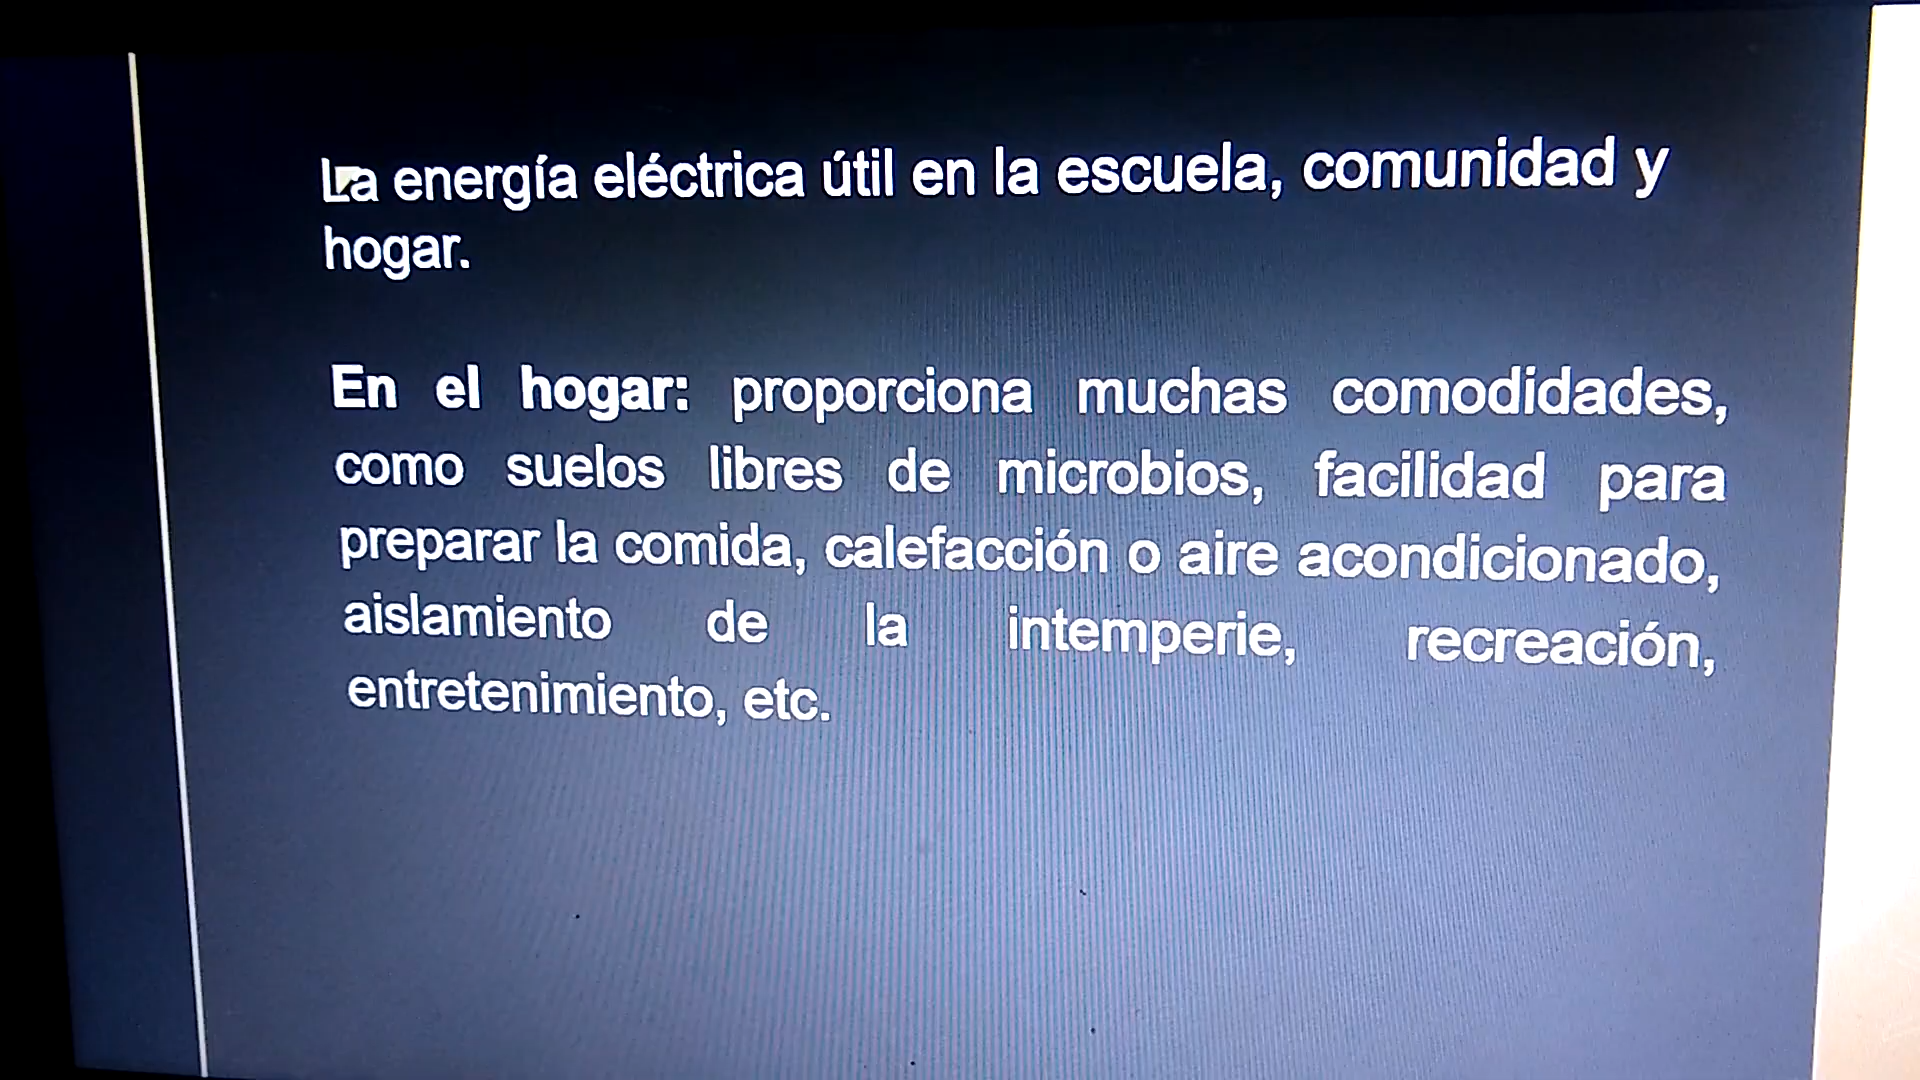 La energía eléctrica útil en la escuela, comunidad y
hogar.
En el hogar: proporciona muchas comodidades,
como suelos libres de microbios, facilidad para
preparar la comida, calefacción o aire acondicionado,
aislamiento de la intemperie, recreación,
entretenimiento, etc.